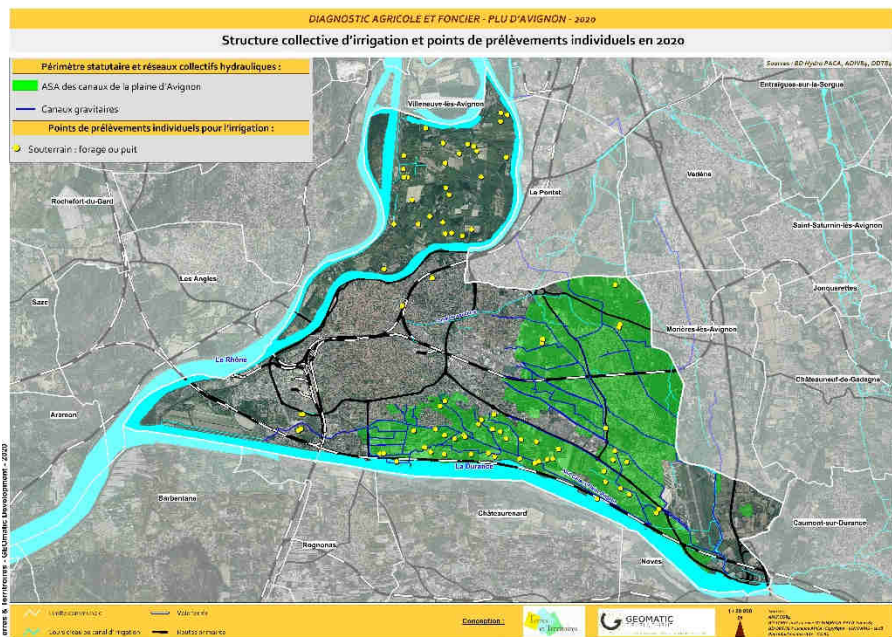 DIAGNOSTIC AGRICOLE ET FONCIER - PLU D'AVIGNON - 2020
Structure collective d'irrigation et points de prélèvements individuels en 2020
Périmètre statutaire et réseaux collectifs hydrauliques :
ASA des canaux de la plaine d'Avignon
Canaux gravitaires
Points de prélèvements individuels pour l'irrigation :
Souterrain : forage ou puit
Entraigues-sur-la-Sorgue
Villeneuve-lès-Avignon
Vedène
Le Pontet
Rochefort-du-Gard
Saint-Saturnin-lès-Avignon
Les Angles
Jonquerettes
Saze
Morières-lès-Avignon
Le Rhône
Châteauneuf-de-Gadagne
Aramon
La Durance
Barbentane
Châteaurenard
Caumont-sur-Durance
Rognonas
Noves
Conception :
Terres et Territoires
GEOMATIC